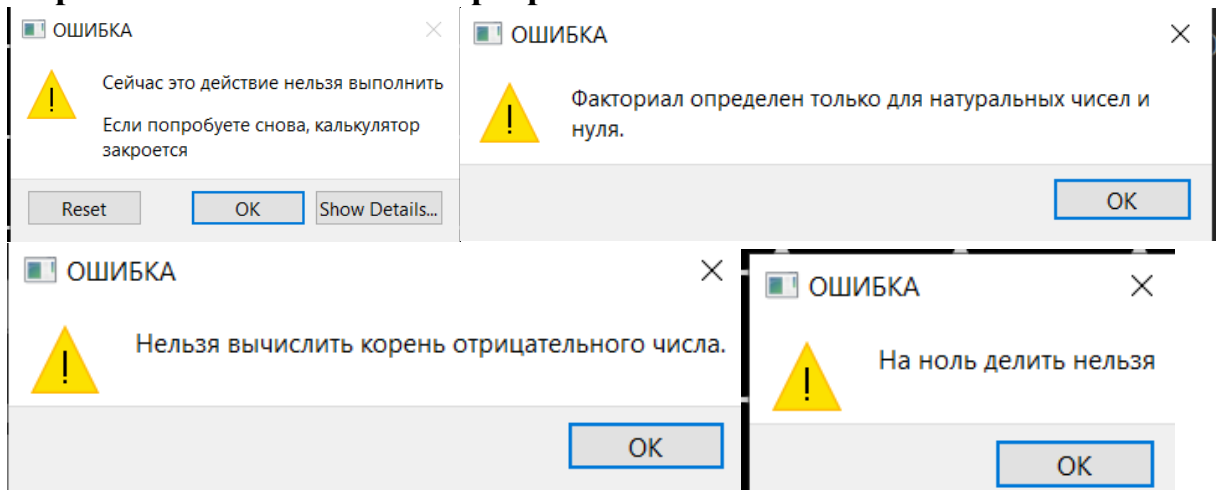 ОШИБКА
Сейчас это действие нельзя выполнить
Если попробуете снова, калькулятор
закроется
Reset
OK
Show Details...
ОШИБКА
Факториал определен только для натуральных чисел и
нуля.
OK
ОШИБКА
Нельзя вычислить корень отрицательного числа.
OK
ОШИБКА
На ноль делить нельзя
OK